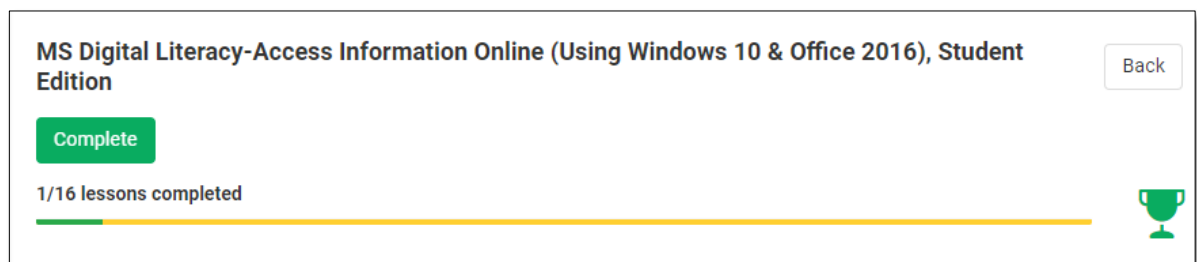 MS Digital Literacy-Access Information Online (Using Windows 10 & Office 2016), Student
Edition
Back
Complete
1/16 lessons completed